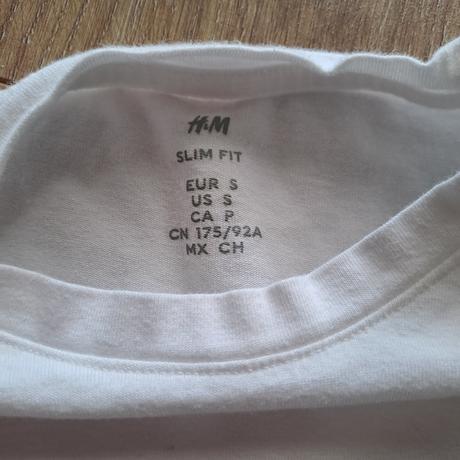 H&M
SLIM FIT
EUR S
US S
CA P
CN 175/92A
MX CH